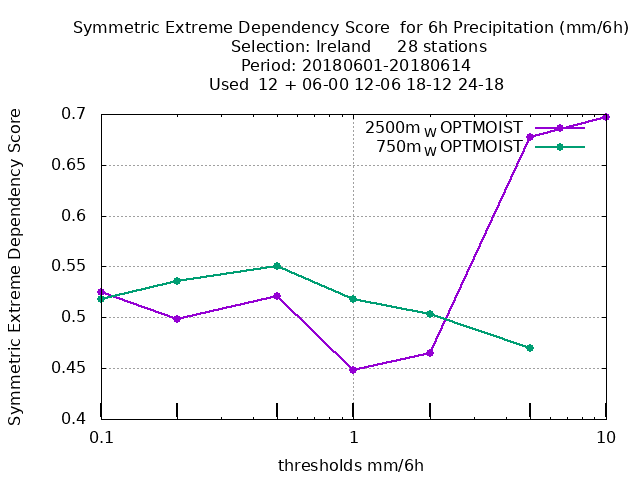 Symmetric Extreme Dependency Score  for 6h Precipitation (mm/6h)
Selection: Ireland     28 stations
Period: 20180601-20180614
Used  12 + 06-00 12-06 18-12 24-18
Symmetric Extreme Dependency Score
0.7
0.65
0.6
0.55
0.5
0.45
0.4
2500m W OPTMOIST
750m W OPTMOIST
0.1 1 10
thresholds mm/6h